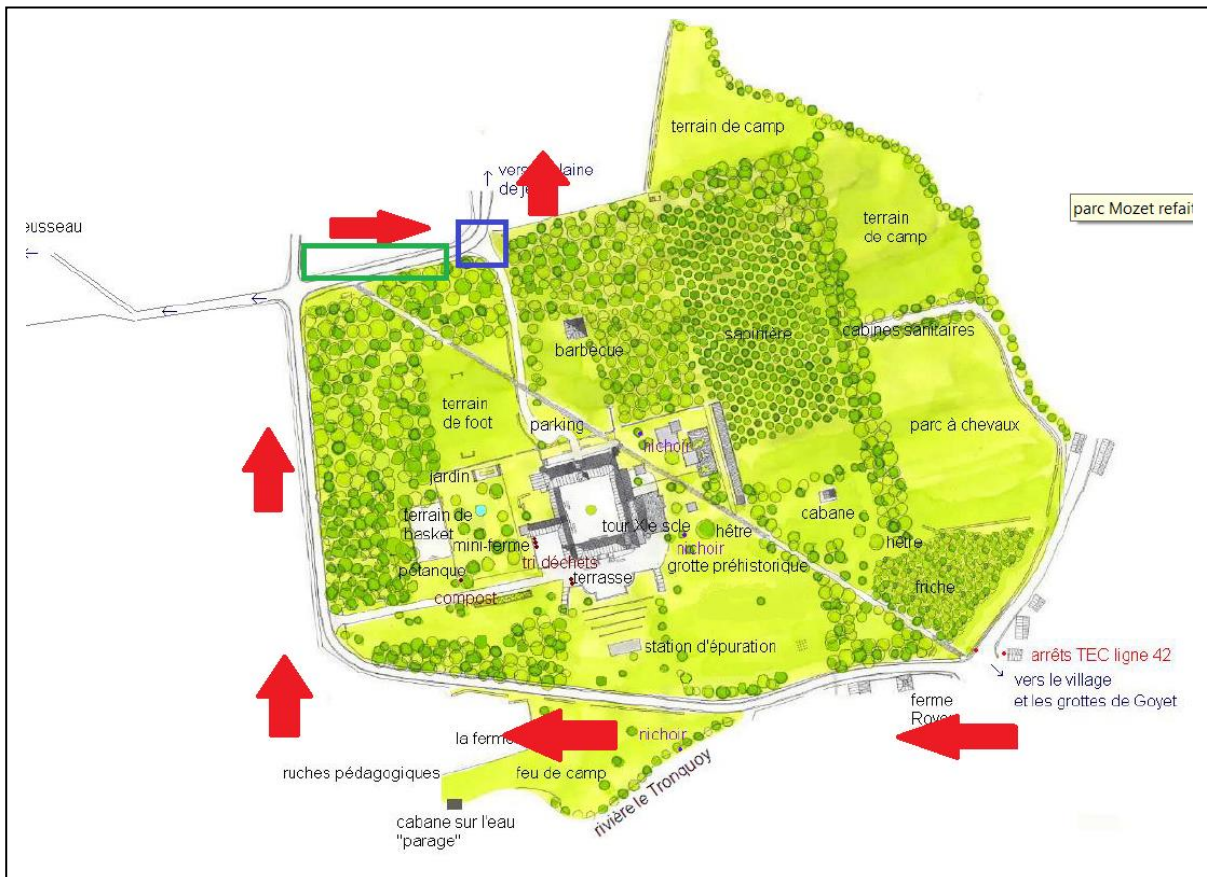 terrain de camp
vers
de
eusseau
parc Mozet refait
terrain
de camp
cabines sanitaires
sapinière
barbecue
terrain
de foot
parking
parc à chevaux
nichoir
jardin
cabane
terrain de
basket
tour XIe scle
hêtre
hêtre
mini-ferme
nichoir
tri déchets
grotte préhistorique
pétanque
terrasse
friche
compost
station d'épuration
arrêts TEC ligne 42
vers le village
et les grottes de Goyet
ferme
la ferme
nichoir
ruches pédagogiques
feu de camp
rivière le Tronquoy
cabane sur l'eau
"parage"